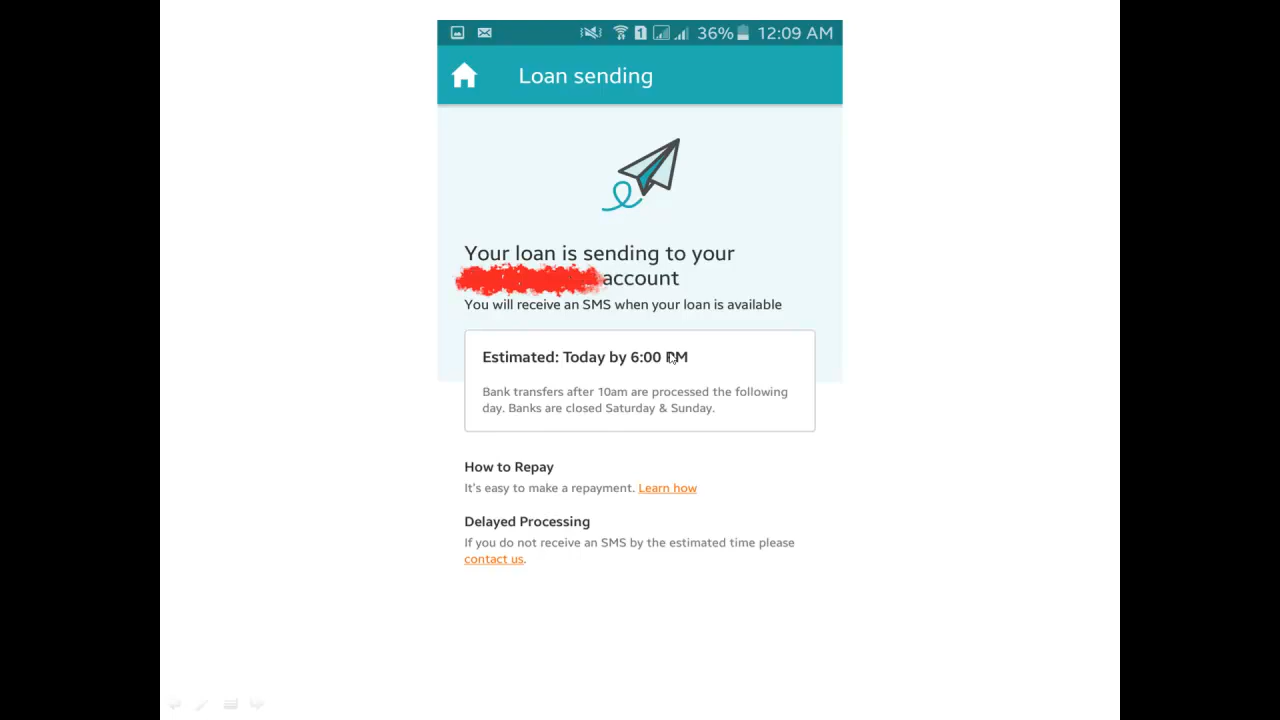 1 36% 12:09 AM
Loan sending
Your loan is sending to your
account
You will receive an SMS when your loan is available
Estimated: Today by 6:00 PM
Bank transfers after 10am are processed the following
day. Banks are closed Saturday & Sunday.
How to Repay
It's easy to make a repayment. Learn how
Delayed Processing
If you do not receive an SMS by the estimated time please
contact us.